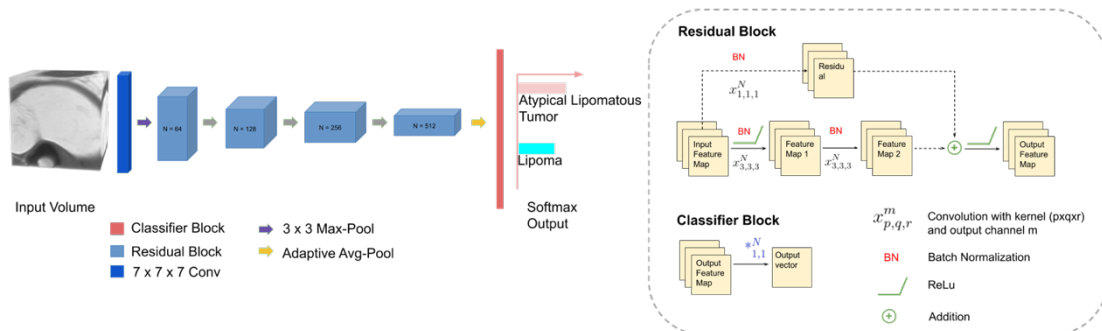 Input Volume
N = 64
N = 128
N = 256
N = 512
Atypical Lipomatous
Tumor
Lipoma
Softmax
Output
Classifier Block
Residual Block
7 x 7 x 7 Conv
3 x 3 Max-Pool
Adaptive Avg-Pool
Residual Block
BN
x^N_{1,1,1}
Residu
al
Input
Feature
Map
BN
x^N_{3,3,3}
Feature
Map 1
BN
x^N_{3,3,3}
Feature
Map 2
Output
Feature
Map
Classifier Block
Output
Feature
Map
*^N_{1,1}
Output
vector
x^m_{p,q,r}
Convolution with kernel (pxqxr)
and output channel m
BN
Batch Normalization
ReLu
Addition